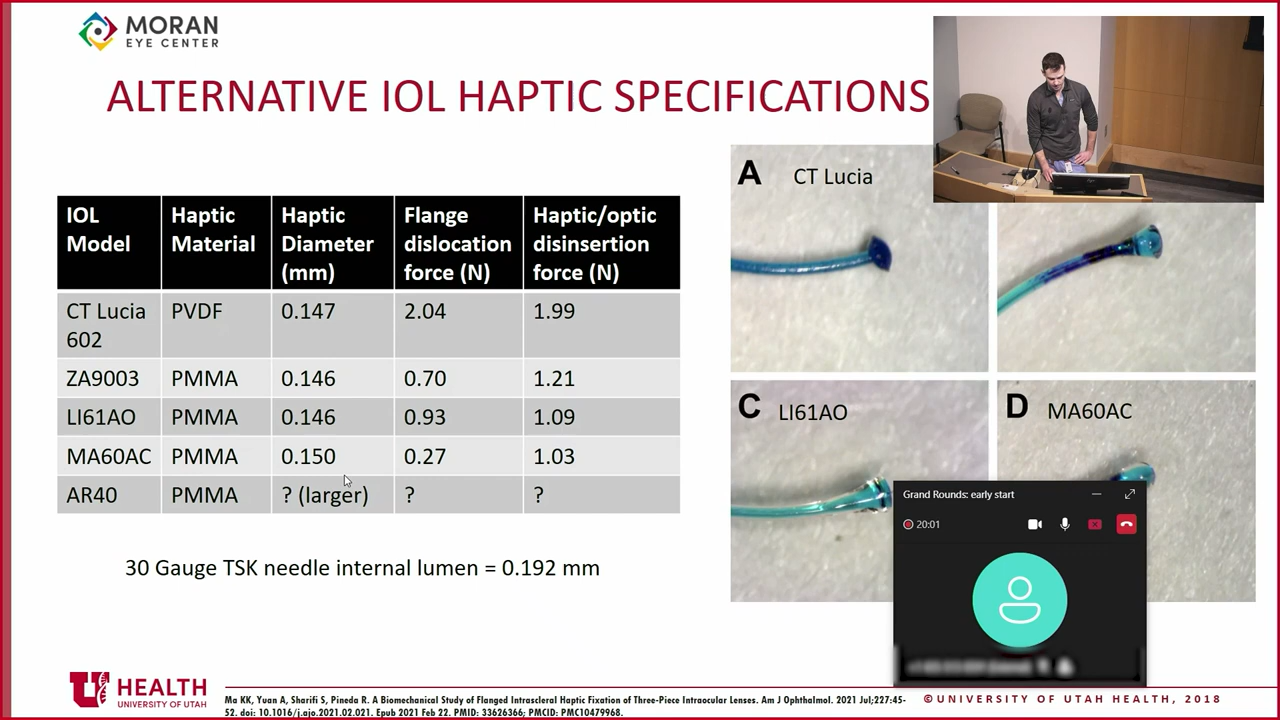 MORAN
EYE CENTER
ALTERNATIVE IOL HAPTIC SPECIFICATIONS
IOL Model
Haptic Material
Haptic Diameter (mm)
Flange dislocation force (N)
Haptic/optic disinsertion force (N)
CT Lucia 602 PVDF 0.147 2.04 1.99
ZA9003 PMMA 0.146 0.70 1.21
LI61AO PMMA 0.146 0.93 1.09
MA60AC PMMA 0.150 0.27 1.03
AR40 PMMA ? (larger) ? ?
30 Gauge TSK needle internal lumen = 0.192 mm
A CT Lucia
C LI61AO
D MA60AC
Grand Rounds: early start
20:01
U HEALTH
UNIVERSITY OF UTAH
Ma KK, Yuan A, Sharifi S, Pineda R. A Biomechanical Study of Flanged Intrascleral Haptic Fixation of Three-Piece Intraocular Lenses. Am J Ophthalmol. 2021 Jul;227:45-
52. doi: 10.1016/j.ajo.2021.02.021. Epub 2021 Feb 22. PMID: 33626366; PMCID: PMC10479968.
©UNIVERSITY OF UTAH HEALTH, 2018